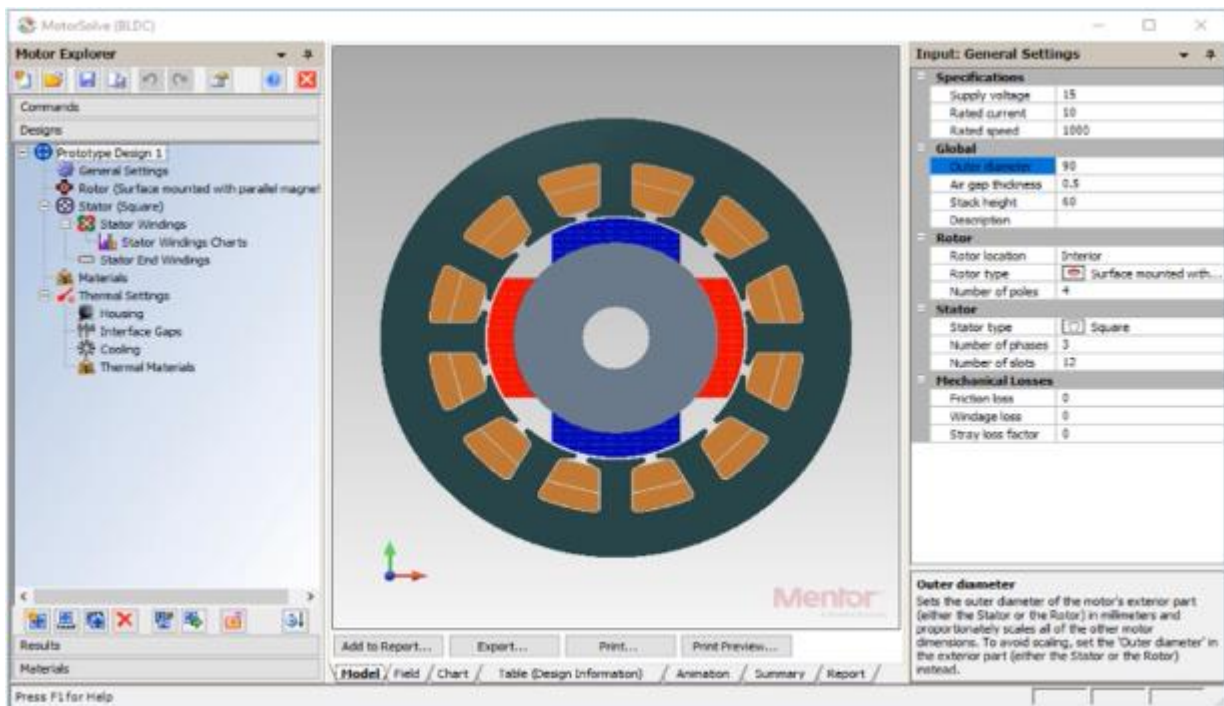 MotorSolve (BLDC)
Motor Explorer
Commands
Designs
Prototype Design 1
General Settings
Rotor (Surface mounted with parallel magnet
Stator (Square)
Stator Windings
Stator Windings Charts
Stator End Windings
Materials
Thermal Settings
Housing
Interface Gaps
Cooling
Thermal Materials
Results
Materials
Press F1 for Help
Mentor
Add to Report...
Export...
Print...
Print Preview...
Model / Field / Chart / Table (Design Information) / Animation / Summary / Report /
Input: General Settings
Specifications
Supply voltage 15
Rated current 10
Rated speed 1000
Global
Outer diameter 90
Air gap thickness 0.5
Stack height 60
Description
Rotor
Rotor location Interior
Rotor type Surface mounted with...
Number of poles 4
Stator
Stator type Square
Number of phases 3
Number of slots 12
Mechanical Losses
Friction loss 0
Windage loss 0
Stray loss factor 0
Outer diameter
Sets the outer diameter of the motor's exterior part
(either the Stator or the Rotor) in millimeters and
proportionately scales all of the other motor
dimensions. To avoid scaling, set the 'Outer diameter' in
the exterior part (either the Stator or the Rotor)
instead.